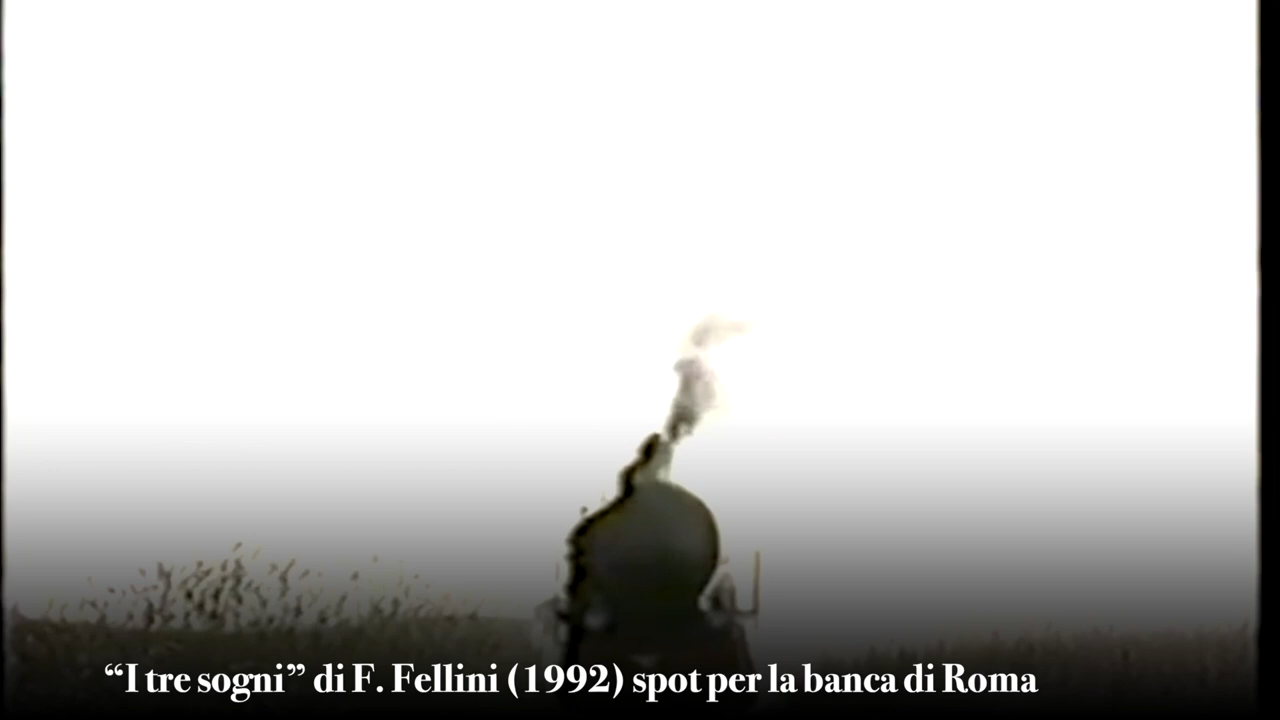 “I tre sogni” di F. Fellini (1992) spot per la banca di Roma